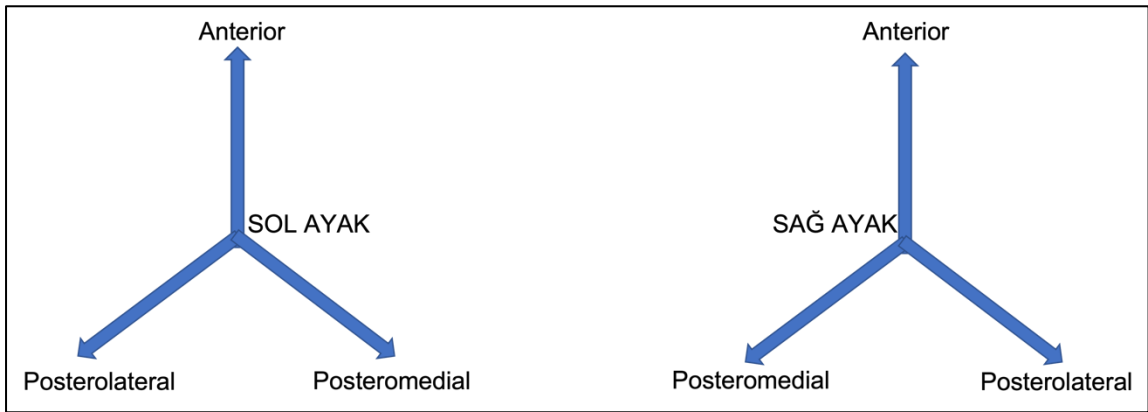 Anterior
SOL AYAK
Posterolateral
Posteromedial
Anterior
SAĞ AYAK
Posteromedial
Posterolateral